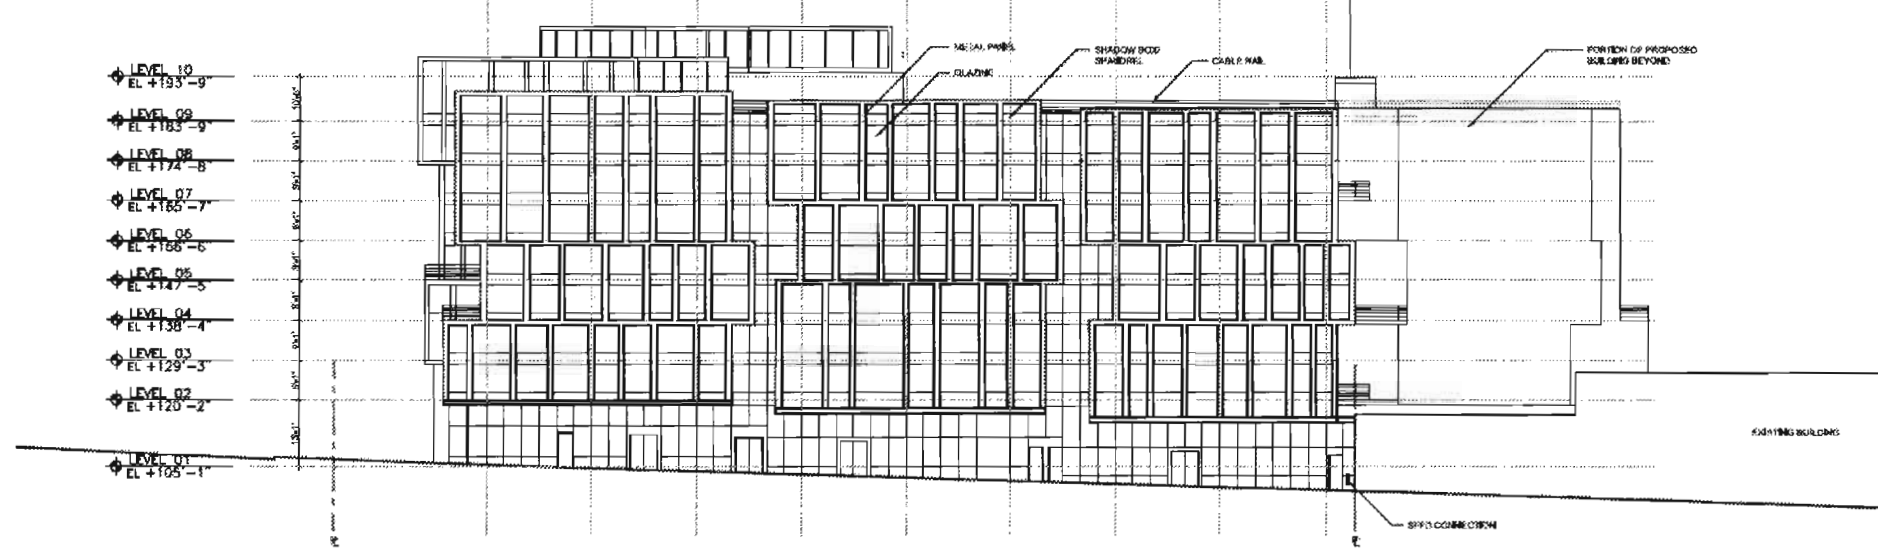 LEVEL 10
EL +193'-9"
LEVEL 09
EL +183'-9"
LEVEL 08
EL +174'-8"
LEVEL 07
EL +165'-7"
LEVEL 06
EL +156'-6"
LEVEL 05
EL +147'-5"
LEVEL 04
EL +138'-4"
LEVEL 03
EL +129'-3"
LEVEL 02
EL +120'-2"
LEVEL 01
EL +105'-1"
METAL PANEL
GLAZING
SHADOW BOX
SPANDREL
CABLE RAIL
PORTION OF PROPOSED
BUILDING BEYOND
EXISTING BUILDING
CONNECTION